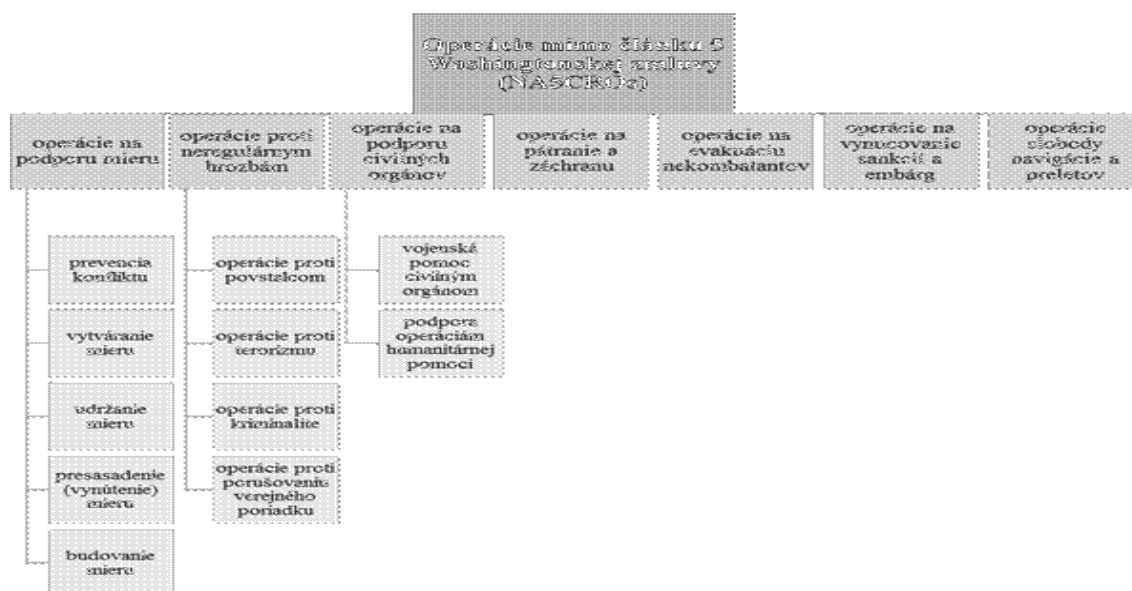 Operácie mimo článku 5
Washingtonskej zmluvy
(NA5CROs)
operácie na
podporu mieru
operácie proti
neregulárnym
hrozbám
operácie na
podporu
civilných
orgánov
operácie na
pátranie a
záchranu
operácie na
evakuáciu
nekombatantov
operácie na
vynucovanie
sankcií a
embárg
operácie
slobody
navigácie a
preletov
prevencia
konfliktu
vytváranie
mieru
udržanie
mieru
presasadenie
(vynútenie)
mieru
budovanie
mieru
operácie proti
povstalcom
operácie proti
terorizmu
operácie proti
kriminalite
operácie proti
porušovaniu
verejného
poriadku
vojenská
pomoc
civilným
orgánom
podpora
operáciám
humanitárnej
pomoci